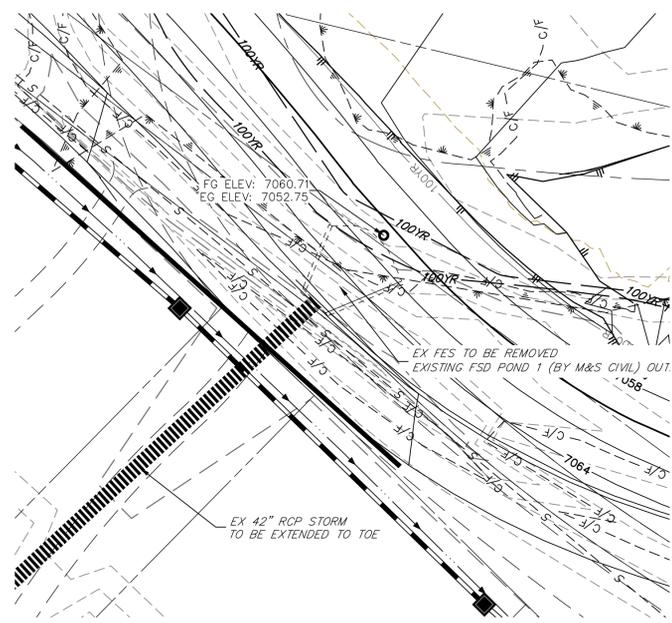 C/F
C/F
C/F
100YR
S
C/F
C/F
100YR
C/F
S
100YR
FG ELEV: 7060.71
EG ELEV: 7052.75
S
100YR
C/F
S
C/F
C/F
100YR
C/F
C/F
100YR
C/F
C/F
EX FES TO BE REMOVED
EXISTING FSD POND 1 (BY M&S CIVIL) OUT
7058
C/F
C/F
S
C/F
C/F
C/F
7064
C/F
C/F
C/F
C/F
EX 42" RCP STORM
TO BE EXTENDED TO TOE
S
S